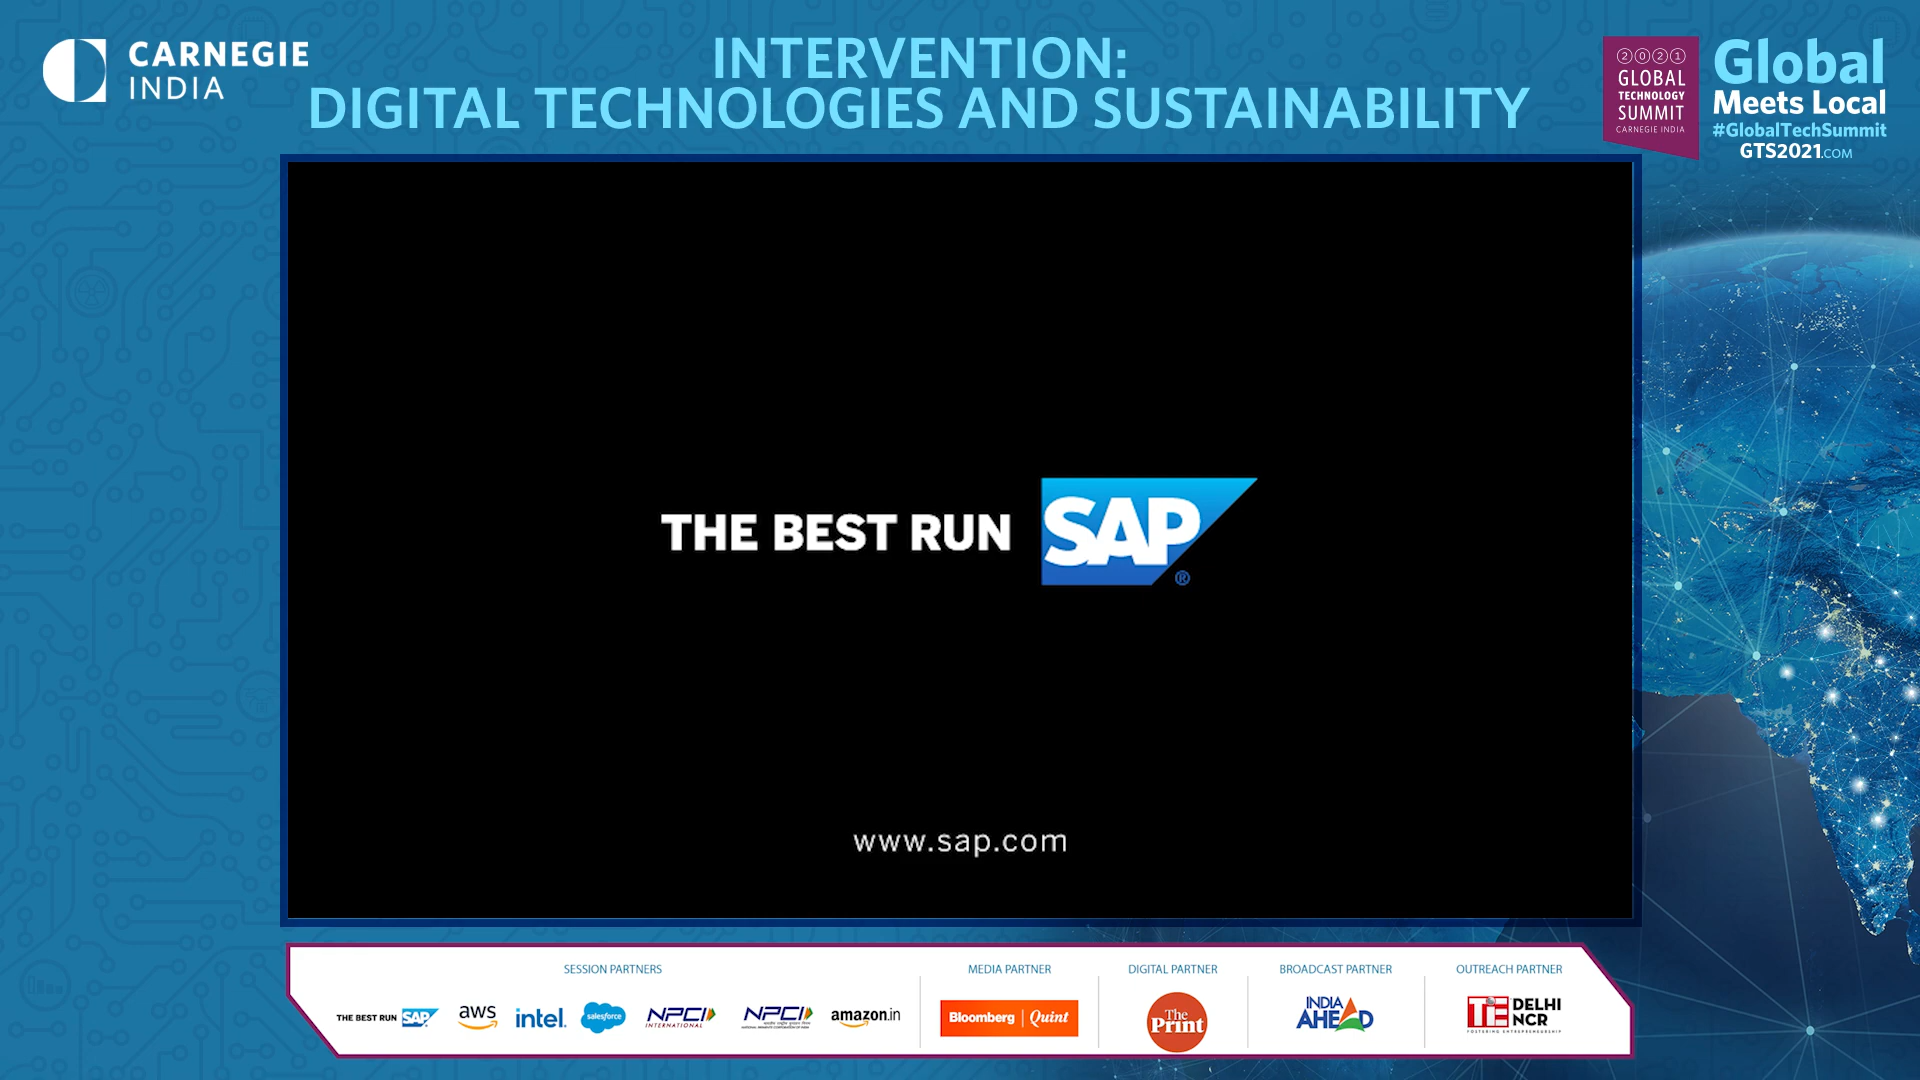 CARNEGIE
INDIA
INTERVENTION:
DIGITAL TECHNOLOGIES AND SUSTAINABILITY
2021
GLOBAL
TECHNOLOGY
SUMMIT
CARNEGIE INDIA
Global
Meets Local
#GlobalTechSummit
GTS2021.COM
THE BEST RUN SAP®
www.sap.com
SESSION PARTNERS
THE BEST RUN SAP
aws
intel.
salesforce
NPCI
INTERNATIONAL
NPCI
amazon.in
MEDIA PARTNER
Bloomberg | Quint
DIGITAL PARTNER
The
Print
BROADCAST PARTNER
INDIA
AHEAD
OUTREACH PARTNER
TiE DELHI
NCR
FOSTERING ENTREPRENEURSHIP